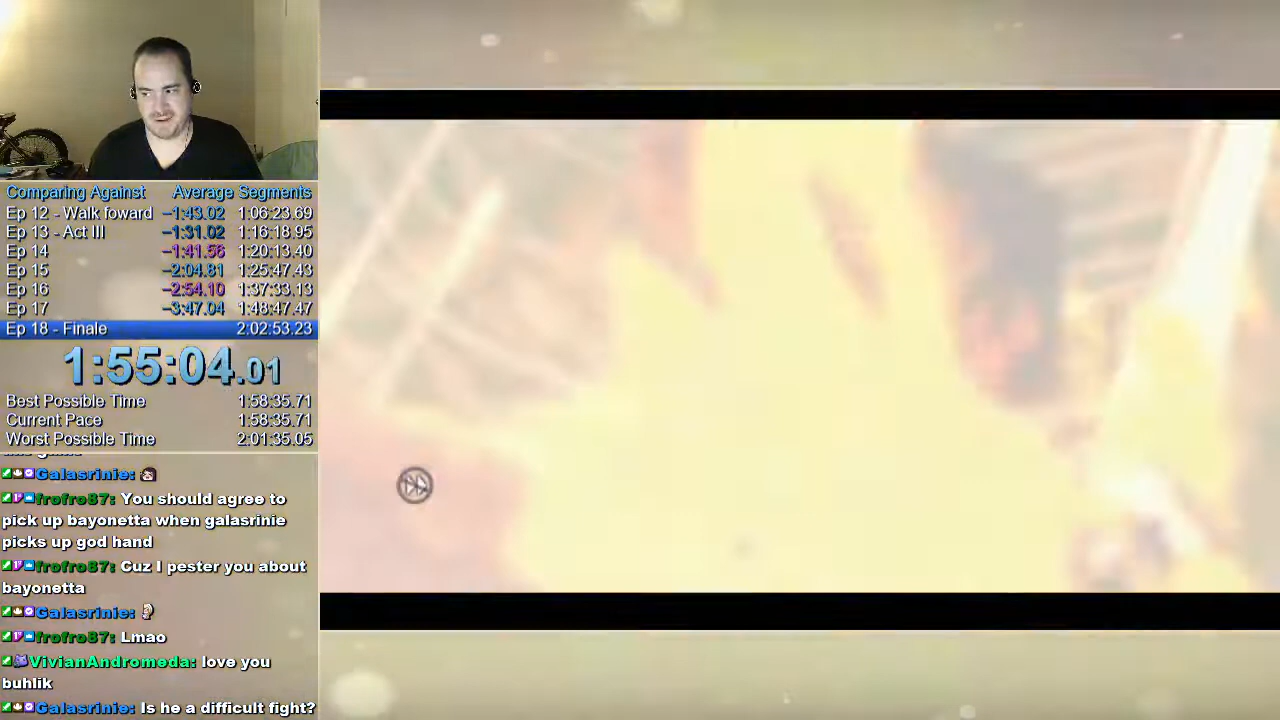 Comparing Against Average Segments
Ep 12 - Walk foward −1:43.02 1:06:23.69
Ep 13 - Act III −1:31.02 1:16:18.95
Ep 14 −1:41.56 1:20:13.40
Ep 15 −2:04.81 1:25:47.43
Ep 16 −2:54.10 1:37:33.13
Ep 17 −3:47.04 1:48:47.47
Ep 18 - Finale 2:02:53.23
1:55:04.01
Best Possible Time 1:58:35.71
Current Pace 1:58:35.71
Worst Possible Time 2:01:35.05
Galasrinie:
frofro87: You should agree to
pick up bayonetta when galasrinie
picks up god hand
frofro87: Cuz I pester you about
bayonetta
Galasrinie:
frofro87: Lmao
VivianAndromeda: love you
buhlik
Galasrinie: Is he a difficult fight?